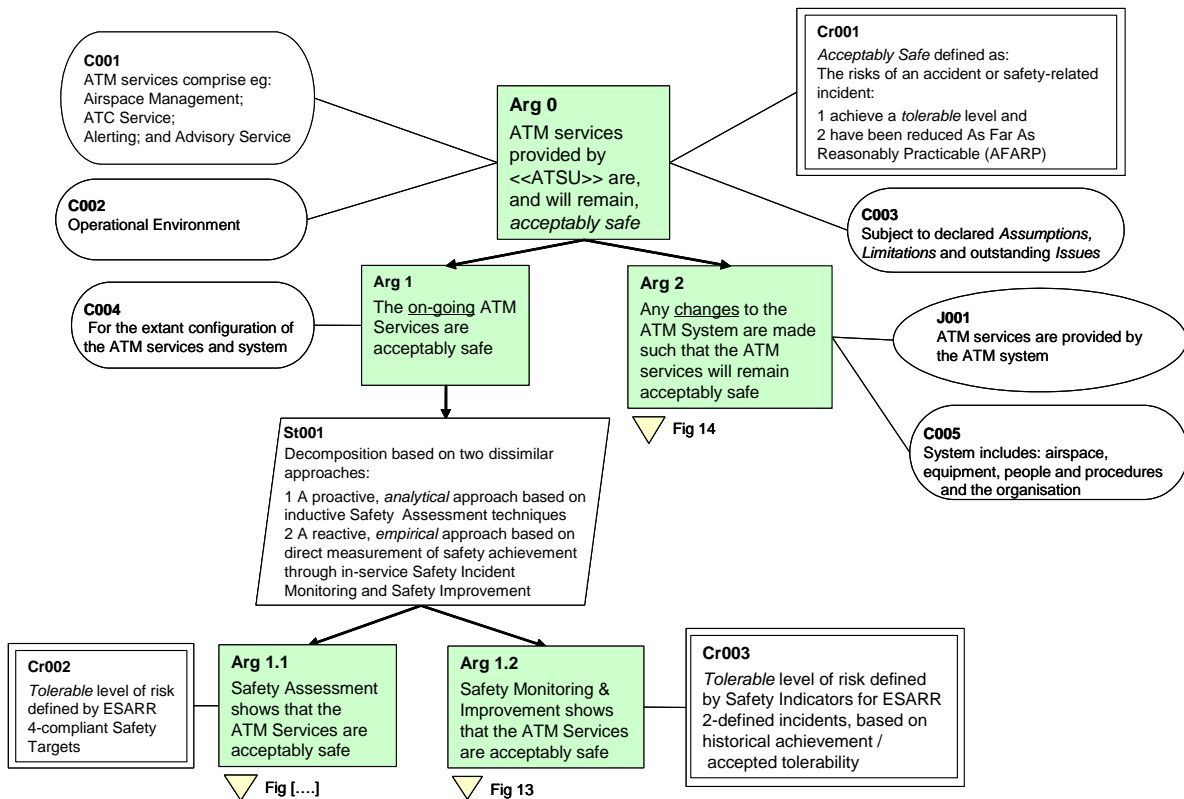 C001
ATM services comprise eg:
Airspace Management;
ATC Service;
Alerting; and Advisory Service
Cr001
Acceptably Safe defined as:
The risks of an accident or safety-related
incident:
1 achieve a tolerable level and
2 have been reduced As Far As
Reasonably Practicable (AFARP)
Arg 0
ATM services
provided by
<<ATSU>> are,
and will remain,
acceptably safe
C002
Operational Environment
C003
Subject to declared Assumptions,
Limitations and outstanding Issues
C004
For the extant configuration of
the ATM services and system
Arg 1
The on-going ATM
Services are
acceptably safe
Arg 2
Any changes to the
ATM System are made
such that the ATM
services will remain
acceptably safe
J001
ATM services are provided by
the ATM system
Fig 14
C005
System includes: airspace,
equipment, people and procedures
and the organisation
St001
Decomposition based on two dissimilar
approaches:
1 A proactive, analytical approach based on
inductive Safety Assessment techniques
2 A reactive, empirical approach based on
direct measurement of safety achievement
through in-service Safety Incident
Monitoring and Safety Improvement
Cr002
Tolerable level of risk
defined by ESARR
4-compliant Safety
Targets
Arg 1.1
Safety Assessment
shows that the
ATM Services are
acceptably safe
Arg 1.2
Safety Monitoring &
Improvement shows
that the ATM Services
are acceptably safe
Cr003
Tolerable level of risk defined
by Safety Indicators for ESARR
2-defined incidents, based on
historical achievement /
accepted tolerability
Fig [....]
Fig 13